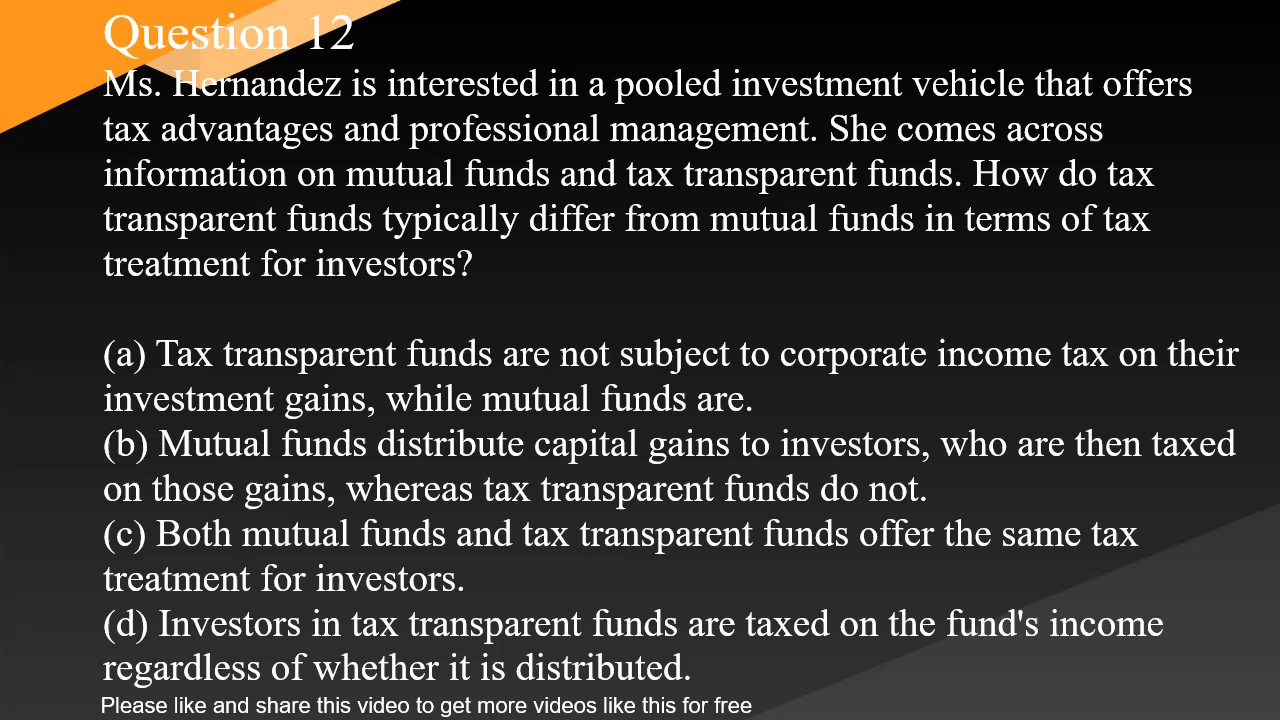 Question 12
Ms. Hernandez is interested in a pooled investment vehicle that offers
tax advantages and professional management. She comes across
information on mutual funds and tax transparent funds. How do tax
transparent funds typically differ from mutual funds in terms of tax
treatment for investors?
(a) Tax transparent funds are not subject to corporate income tax on their
investment gains, while mutual funds are.
(b) Mutual funds distribute capital gains to investors, who are then taxed
on those gains, whereas tax transparent funds do not.
(c) Both mutual funds and tax transparent funds offer the same tax
treatment for investors.
(d) Investors in tax transparent funds are taxed on the fund's income
regardless of whether it is distributed.
Please like and share this video to get more videos like this for free